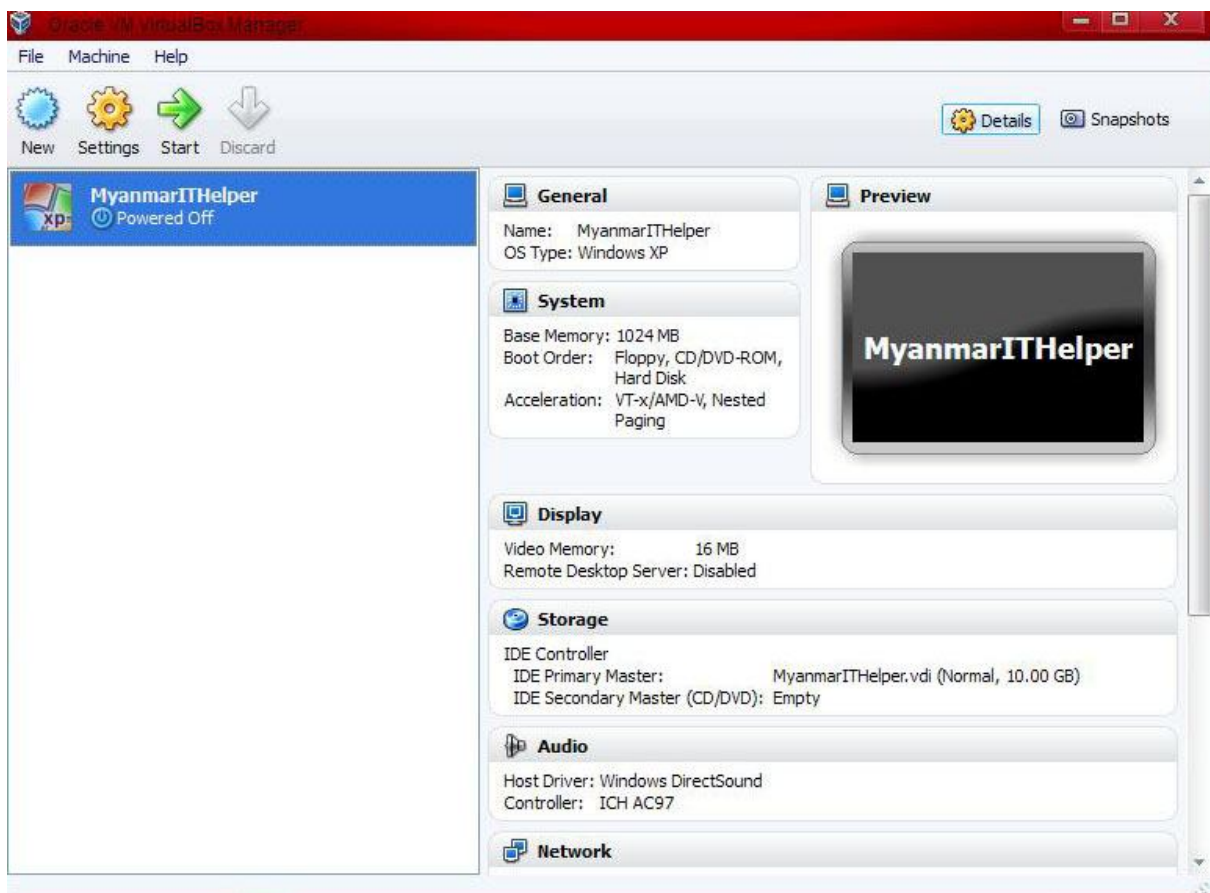 Oracle VM VirtualBox Manager
File Machine Help
New Settings Start Discard
Details Snapshots
MyanmarITHelper
xp
Powered Off
General
Name: MyanmarITHelper
OS Type: Windows XP
System
Base Memory: 1024 MB
Boot Order: Floppy, CD/DVD-ROM,
Hard Disk
Acceleration: VT-x/AMD-V, Nested
Paging
Preview
MyanmarITHelper
Display
Video Memory: 16 MB
Remote Desktop Server: Disabled
Storage
IDE Controller
IDE Primary Master: MyanmarITHelper.vdi (Normal, 10.00 GB)
IDE Secondary Master (CD/DVD): Empty
Audio
Host Driver: Windows DirectSound
Controller: ICH AC97
Network